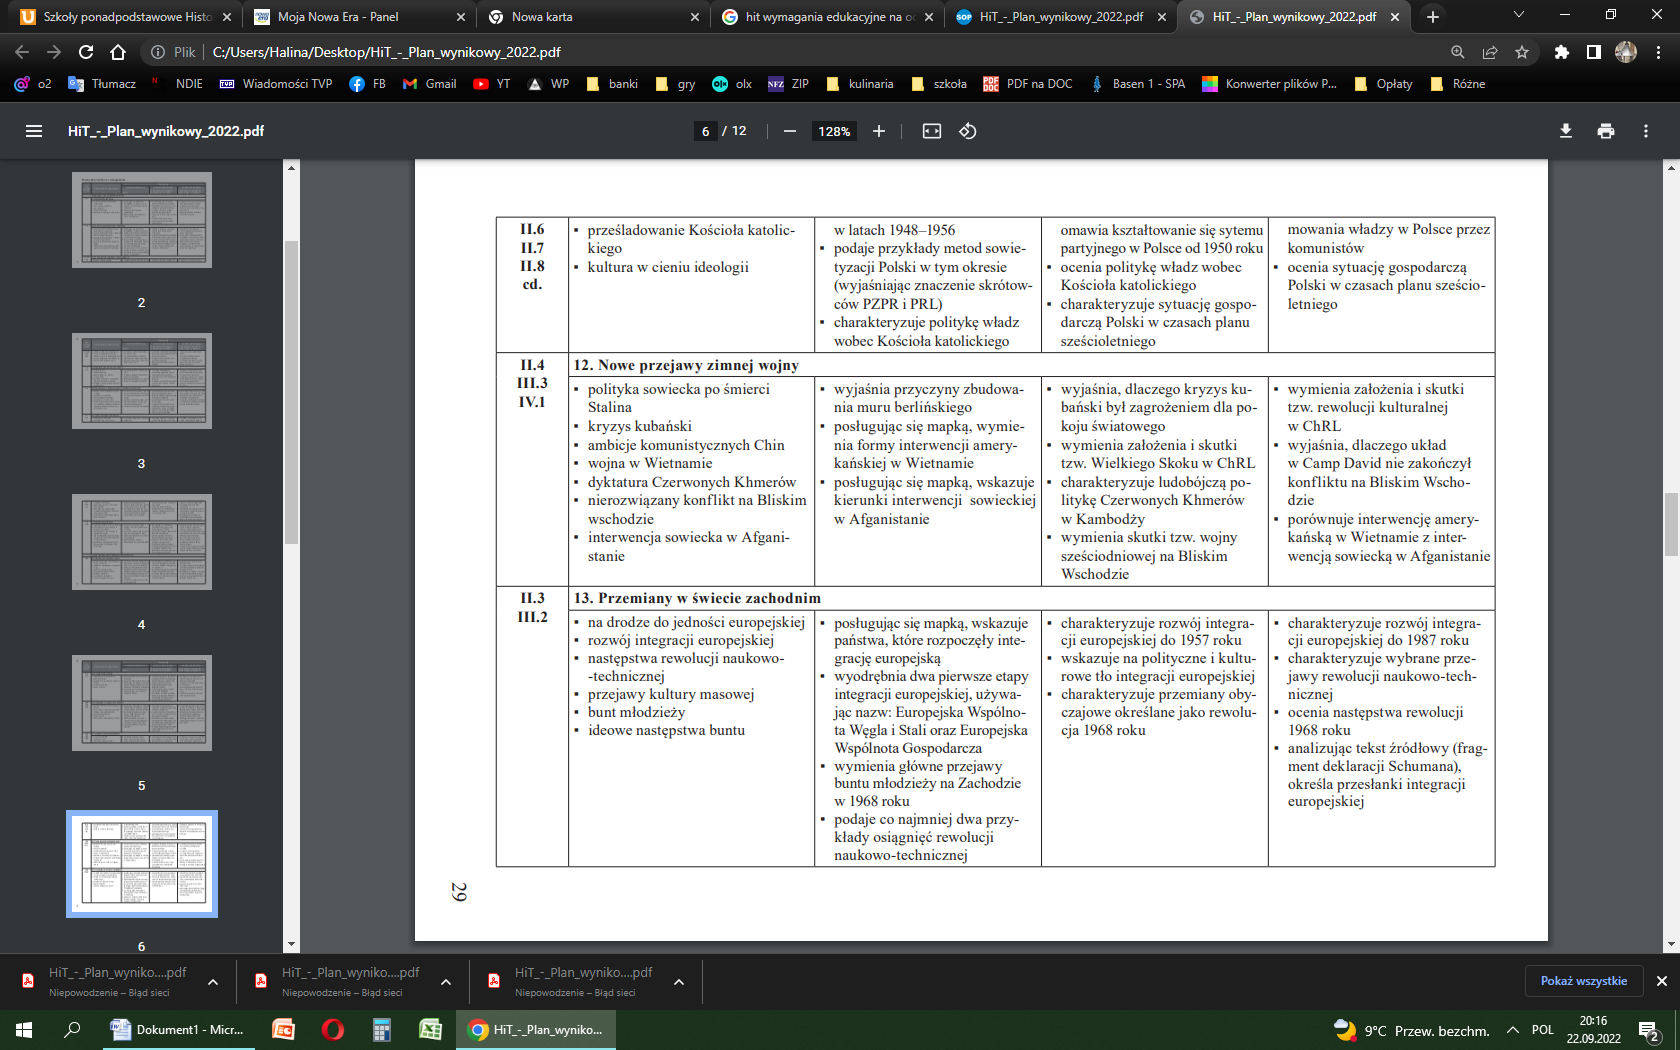 Szkoły ponadpodstawowe Histo
Moja Nowa Era - Panel
Nowa karta
hit wymagania edukacyjne na oc
HiT_-_Plan_wynikowy_2022.pdf
HiT_-_Plan_wynikowy_2022.pdf
Plik
C:/Users/Halina/Desktop/HiT_-_Plan_wynikowy_2022.pdf
o2
Tłumacz
NDIE
Wiadomości TVP
FB
Gmail
YT
WP
banki
gry
olx
ZIP
kulinaria
szkoła
PDF na DOC
Basen 1 - SPA
Konwerter plików P...
Opłaty
Różne
HiT_-_Plan_wynikowy_2022.pdf
6 / 12
128%
2
3
4
5
6
II.6
II.7
II.8
cd.
▪ prześladowanie Kościoła katolic-
kiego
▪ kultura w cieniu ideologii
w latach 1948–1956
▪ podaje przykłady metod sowie-
tyzacji Polski w tym okresie
(wyjaśniając znaczenie skrótow-
ców PZPR i PRL)
▪ charakteryzuje politykę władz
wobec Kościoła katolickiego
omawia kształtowanie się sytemu
partyjnego w Polsce od 1950 roku
▪ ocenia politykę władz wobec
Kościoła katolickiego
▪ charakteryzuje sytuację gospo-
darczą Polski w czasach planu
sześcioletniego
mowania władzy w Polsce przez
komunistów
▪ ocenia sytuację gospodarczą
Polski w czasach planu sześcio-
letniego
II.4
III.3
IV.1
12. Nowe przejawy zimnej wojny
▪ polityka sowiecka po śmierci
Stalina
▪ kryzys kubański
▪ ambicje komunistycznych Chin
▪ wojna w Wietnamie
▪ dyktatura Czerwonych Khmerów
▪ nierozwiązany konflikt na Bliskim
wschodzie
▪ interwencja sowiecka w Afgani-
stanie
▪ wyjaśnia przyczyny zbudowa-
nia muru berlińskiego
▪ posługując się mapką, wymie-
nia formy interwencji amery-
kańskiej w Wietnamie
▪ posługując się mapką, wskazuje
kierunki interwencji sowieckiej
w Afganistanie
▪ wyjaśnia, dlaczego kryzys ku-
bański był zagrożeniem dla po-
koju światowego
▪ wymienia założenia i skutki
tzw. Wielkiego Skoku w ChRL
▪ charakteryzuje ludobójczą po-
litykę Czerwonych Khmerów
w Kambodży
▪ wymienia skutki tzw. wojny
sześciodniowej na Bliskim
Wschodzie
▪ wymienia założenia i skutki
tzw. rewolucji kulturalnej
w ChRL
▪ wyjaśnia, dlaczego układ
w Camp David nie zakończył
konfliktu na Bliskim Wscho-
dzie
▪ porównuje interwencję amery-
kańską w Wietnamie z inter-
wencją sowiecką w Afganistanie
II.3
III.2
13. Przemiany w świecie zachodnim
▪ na drodze do jedności europejskiej
▪ rozwój integracji europejskiej
▪ następstwa rewolucji naukowo-
-technicznej
▪ przejawy kultury masowej
▪ bunt młodzieży
▪ ideowe następstwa buntu
▪ posługując się mapką, wskazuje
państwa, które rozpoczęły inte-
grację europejską
▪ wyodrębnia dwa pierwsze etapy
integracji europejskiej, używa-
jąc nazw: Europejska Wspólno-
ta Węgla i Stali oraz Europejska
Wspólnota Gospodarcza
▪ wymienia główne przejawy
buntu młodzieży na Zachodzie
w 1968 roku
▪ podaje co najmniej dwa przy-
kłady osiągnięć rewolucji
naukowo-technicznej
▪ charakteryzuje rozwój integra-
cji europejskiej do 1957 roku
▪ wskazuje na polityczne i kultu-
rowe tło integracji europejskiej
▪ charakteryzuje przemiany oby-
czajowe określane jako rewolu-
cja 1968 roku
▪ charakteryzuje rozwój integra-
cji europejskiej do 1987 roku
▪ charakteryzuje wybrane prze-
jawy rewolucji naukowo-tech-
nicznej
▪ ocenia następstwa rewolucji
1968 roku
▪ analizując tekst źródłowy (frag-
ment deklaracji Schumana),
określa przesłanki integracji
europejskiej
29
HiT_-_Plan_wyniko....pdf
Niepowodzenie – Błąd sieci
HiT_-_Plan_wyniko....pdf
Niepowodzenie – Błąd sieci
HiT_-_Plan_wyniko....pdf
Niepowodzenie – Błąd sieci
Pokaż wszystkie
Dokument1 - Micr...
HiT_-_Plan_wyniko...
9°C Przew. bezchm.
POL
20:16
22.09.2022
2